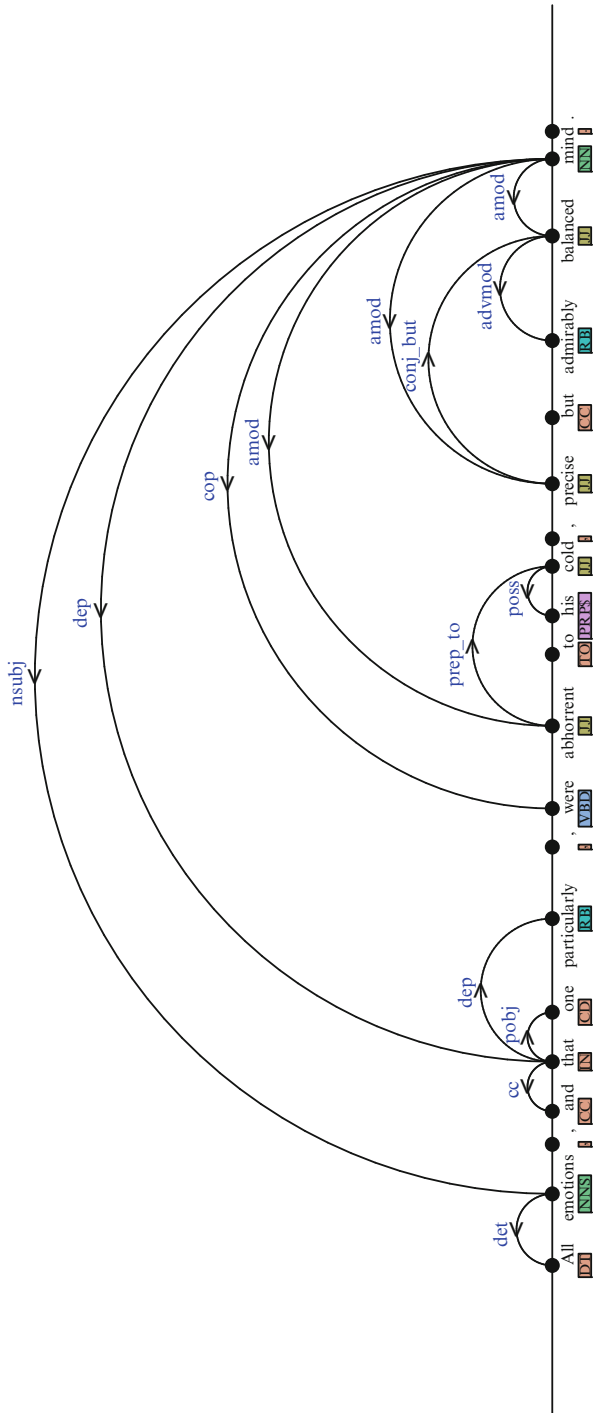 nsubj
dep
cop
amod
amod
conj_but
amod
advmod
prep_to
poss
dep
pobj
cc
det
All emotions , and that one particularly , were abhorrent to his cold , precise but admirably balanced mind .
DT NNS , CC IN CD RB , VBD JJ TO PRP$ JJ , JJ CC RB JJ NN .